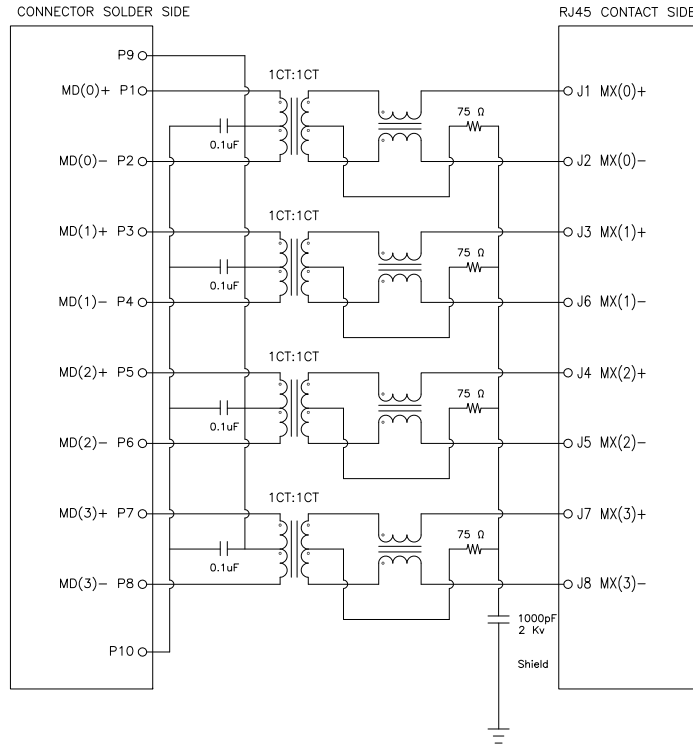 CONNECTOR SOLDER SIDE
RJ45 CONTACT SIDE
P9
1CT:1CT
MD(0)+ P1
75 Ω
J1 MX(0)+
0.1uF
MD(0)- P2
J2 MX(0)-
1CT:1CT
MD(1)+ P3
75 Ω
J3 MX(1)+
0.1uF
MD(1)- P4
J6 MX(1)-
1CT:1CT
MD(2)+ P5
75 Ω
J4 MX(2)+
0.1uF
MD(2)- P6
J5 MX(2)-
1CT:1CT
MD(3)+ P7
75 Ω
J7 MX(3)+
0.1uF
MD(3)- P8
J8 MX(3)-
1000pF
2 Kv
P10
Shield